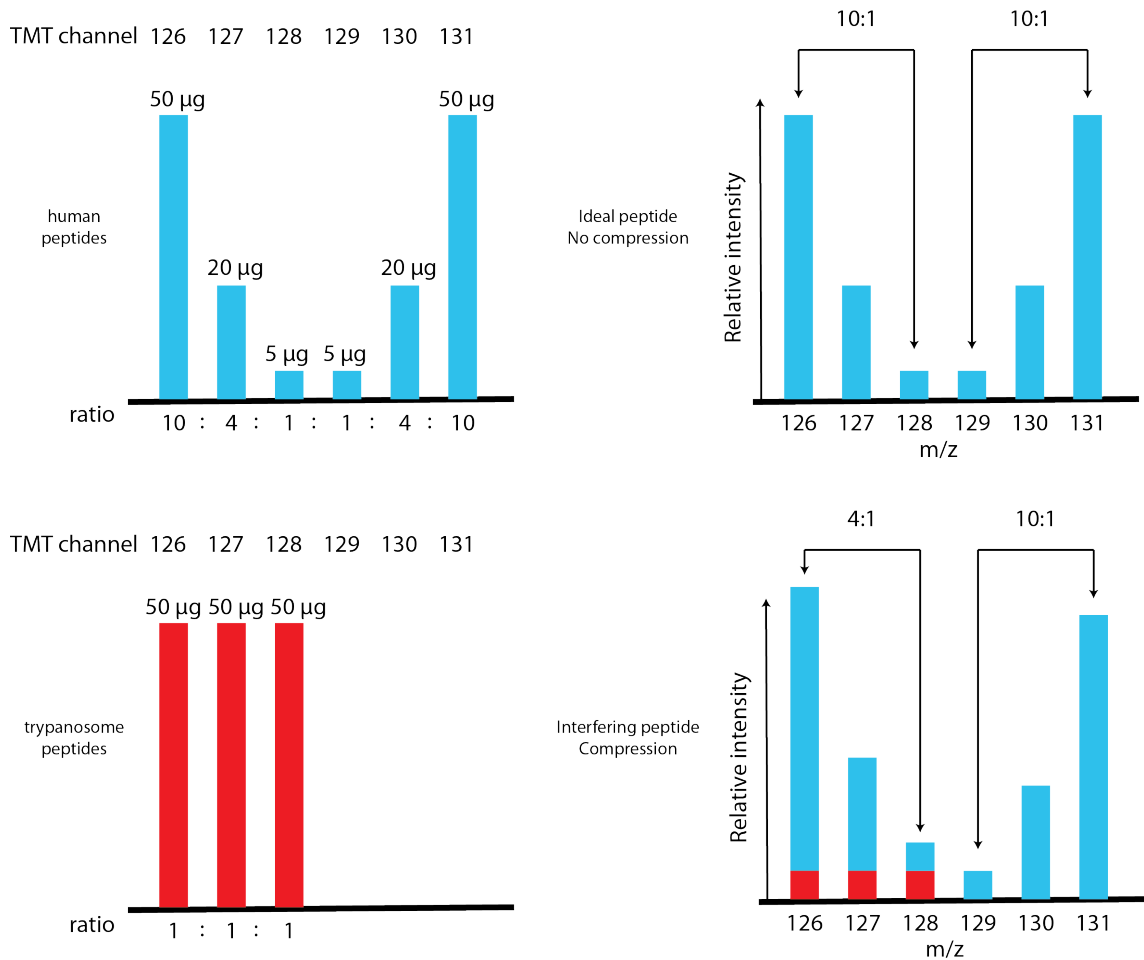 TMT channel 126 127 128 129 130 131
50 µg 50 µg
20 µg 20 µg
5 µg 5 µg
human
peptides
ratio 10 : 4 : 1 : 1 : 4 : 10
10:1 10:1
Ideal peptide
No compression
Relative intensity
126 127 128 129 130 131
m/z
TMT channel 126 127 128 129 130 131
50 µg 50 µg 50 µg
trypanosome
peptides
ratio 1 : 1 : 1
4:1 10:1
Interfering peptide
Compression
Relative intensity
126 127 128 129 130 131
m/z